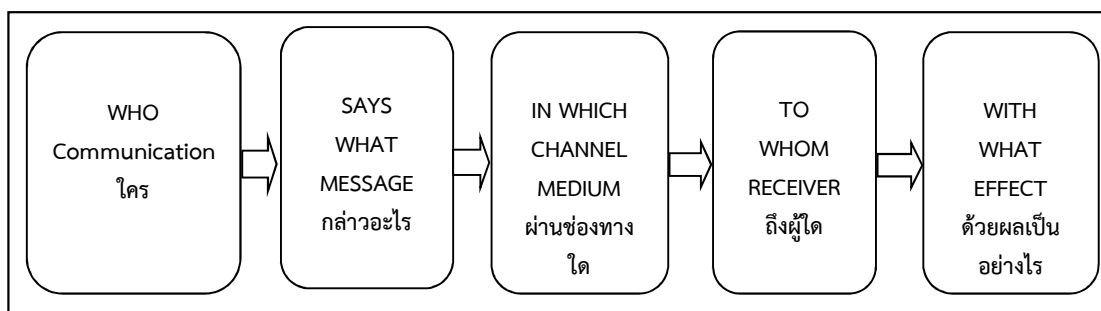 WHO
Communication
ใคร
SAYS
WHAT
MESSAGE
กล่าวอะไร
IN WHICH
CHANNEL
MEDIUM
ผ่านช่องทาง
ใด
TO
WHOM
RECEIVER
ถึงผู้ใด
WITH
WHAT
EFFECT
ด้วยผลเป็น
อย่างไร